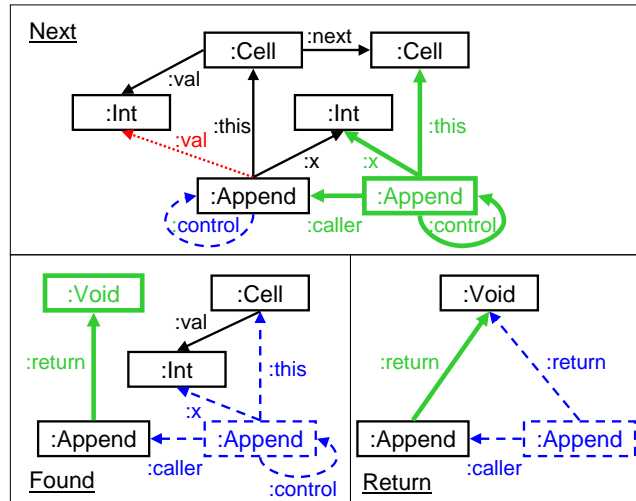 Next
:next
:Cell
:Cell
:val
:Int
:Int
:this
:this
:val
:x
:x
:Append
:Append
:caller
:control
:control
:Void
:Cell
:val
:return
:Int
:this
:x
:Append
:Append
:caller
:control
Found
:Void
:return
:return
:Append
:Append
:caller
Return